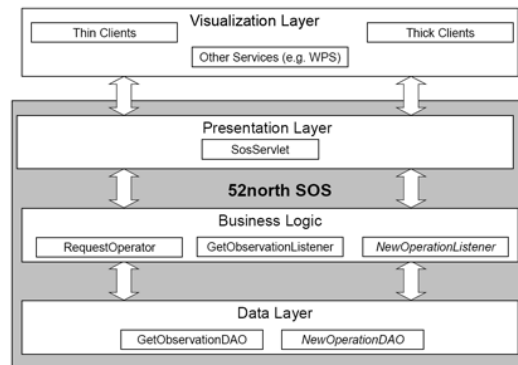 Visualization Layer
Thin Clients
Thick Clients
Other Services (e.g. WPS)
Presentation Layer
SosServlet
52north SOS
Business Logic
RequestOperator
GetObservationListener
NewOperationListener
Data Layer
GetObservationDAO
NewOperationDAO